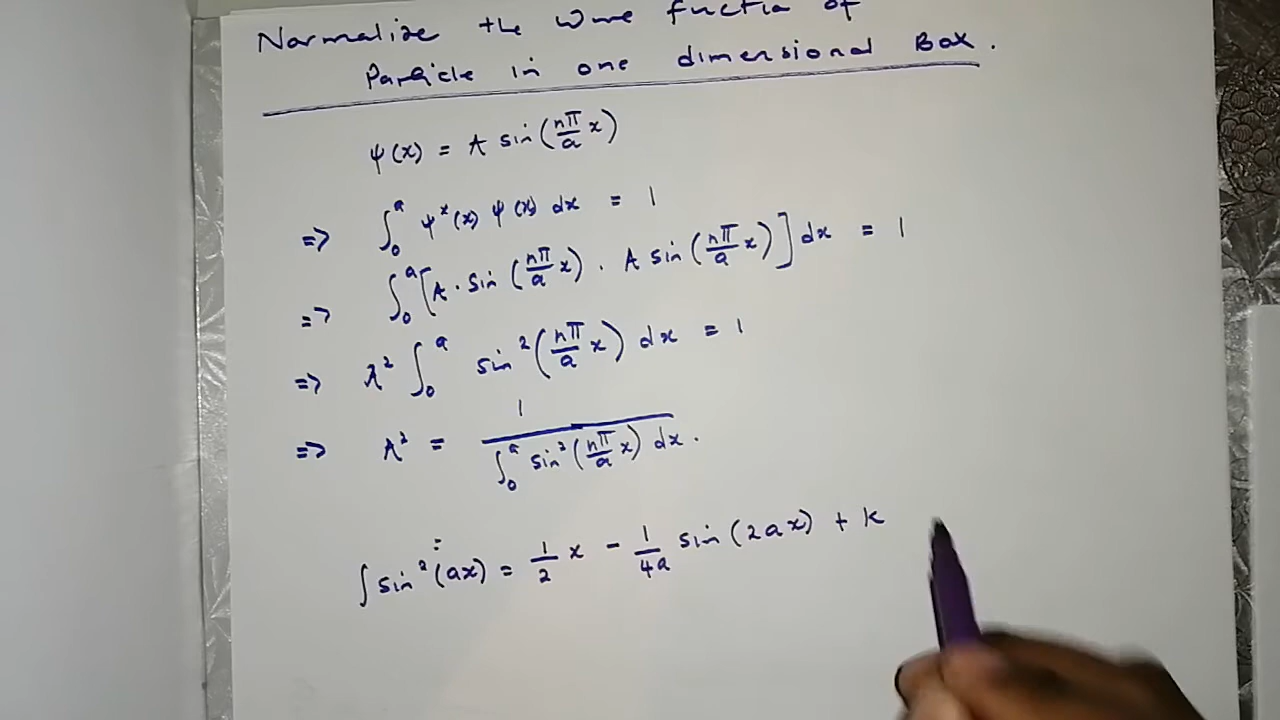 Normalize the Wave function of
Particle in one dimensional Box.
ψ(x) = A sin(nπ/a x)
=> ∫₀ᵃ ψ*(x) ψ(x) dx = 1
=> ∫₀ᵃ [A · sin(nπ/a x) · A sin(nπ/a x)] dx = 1
=> A² ∫₀ᵃ sin²(nπ/a x) dx = 1
=> A² = 1 / ∫₀ᵃ sin²(nπ/a x) dx.
∫ sin²(ax) = 1/2 x - 1/4a sin(2ax) + k